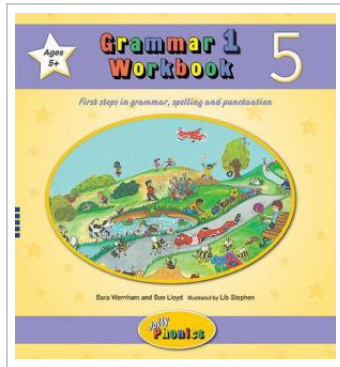 Ages
5+
Grammar 1
Workbook
5
First steps in grammar, spelling and punctuation
Sara Wernham and Sue Lloyd Illustrated by Lib Stephen
Jolly
Phonics